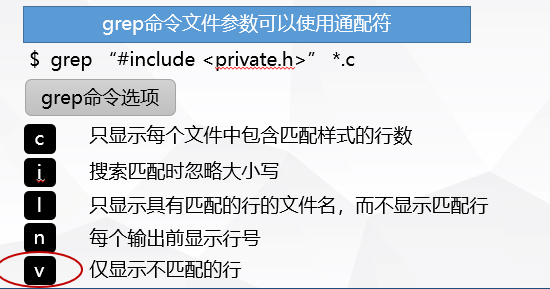 grep命令文件参数可以使用通配符
$ grep “#include <private.h>” *.c
grep命令选项
c 只显示每个文件中包含匹配样式的行数
i 搜索匹配时忽略大小写
l 只显示具有匹配的行的文件名，而不显示匹配行
n 每个输出前显示行号
v 仅显示不匹配的行